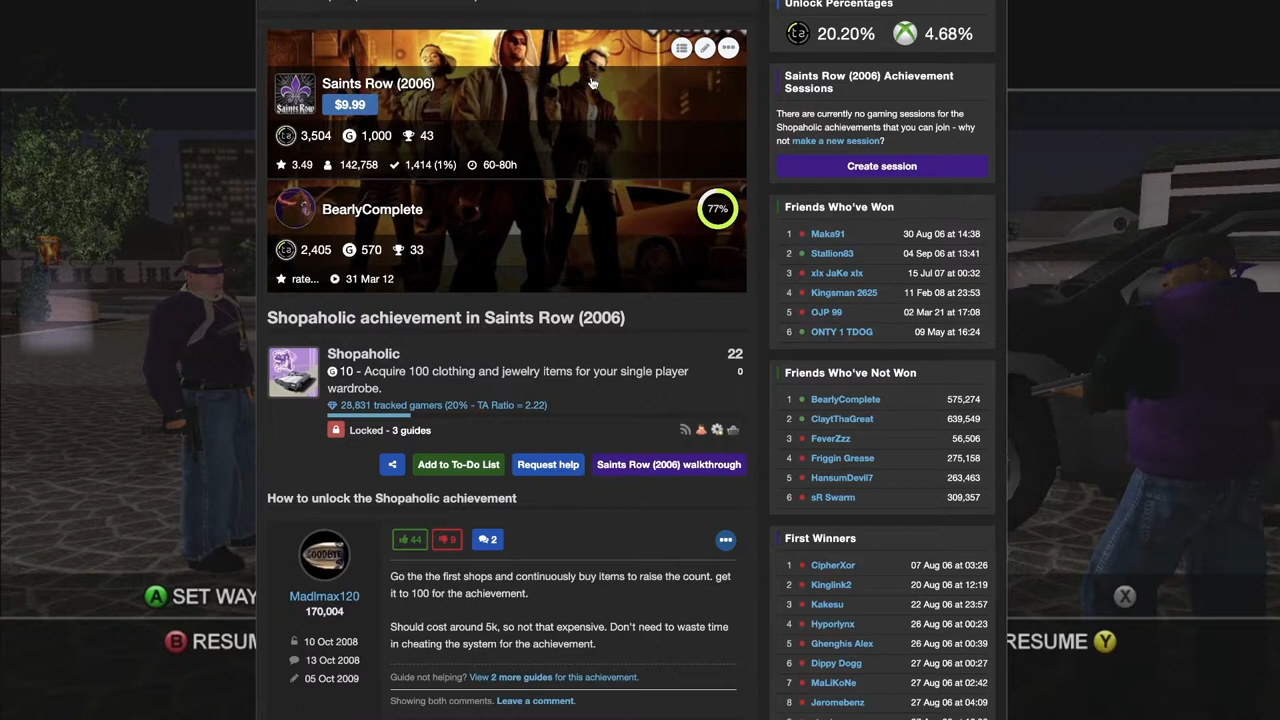 Unlock Percentages
20.20% 4.68%
Saints Row (2006)
$9.99
3,504 G 1,000 43
3.49 142,758 1,414 (1%) 60-80h
BearlyComplete
77%
2,405 G 570 33
rate... 31 Mar 12
Saints Row (2006) Achievement
Sessions
There are currently no gaming sessions for the
Shopaholic achievements that you can join - why
not make a new session?
Create session
Friends Who've Won
1 Maka91 30 Aug 06 at 14:38
2 Stallion83 04 Sep 06 at 13:41
3 xIx JaKe xIx 15 Jul 07 at 00:32
4 Kingsman 2625 11 Feb 08 at 23:53
5 OJP 99 02 Mar 21 at 17:08
6 ONTY 1 TDOG 09 May at 16:24
Shopaholic achievement in Saints Row (2006)
Shopaholic 22
G 10 - Acquire 100 clothing and jewelry items for your single player 0
wardrobe.
28,831 tracked gamers (20% - TA Ratio = 2.22)
Locked - 3 guides
Add to To-Do List Request help Saints Row (2006) walkthrough
Friends Who've Not Won
1 BearlyComplete 575,274
2 ClaytThaGreat 639,549
3 FeverZzz 56,506
4 Friggin Grease 275,158
5 HansumDevil7 263,463
6 sR Swarm 309,357
How to unlock the Shopaholic achievement
GOODBYE
MadImax120
170,004
10 Oct 2008
13 Oct 2008
05 Oct 2009
44 9 2
Go the the first shops and continuously buy items to raise the count. get
it to 100 for the achievement.
Should cost around 5k, so not that expensive. Don't need to waste time
in cheating the system for the achievement.
Guide not helping? View 2 more guides for this achievement.
Showing both comments. Leave a comment.
First Winners
1 CipherXor 07 Aug 06 at 03:26
2 Kinglink2 20 Aug 06 at 12:19
3 Kakesu 22 Aug 06 at 23:57
4 Hyporlynx 26 Aug 06 at 00:23
5 Ghenghis Alex 26 Aug 06 at 00:39
6 Dippy Dogg 27 Aug 06 at 00:27
7 MaLiKoNe 27 Aug 06 at 02:42
8 Jeromebenz 27 Aug 06 at 04:09
A SET WAY
B RESUM
X
RESUME Y